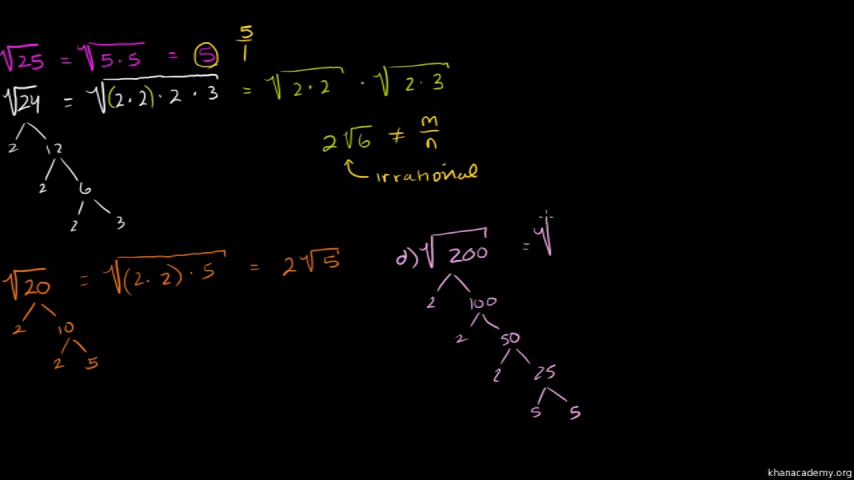 √25 = √5·5 = 5 5/1
√24 = √(2·2)·2·3 = √2·2 · √2·3
2 12
2√6 ≠ m/n
irrational
2 6
2 3
√20 = √(2·2)·5 = 2√5
2 10
2 5
d) √200 = √
2 100
2 50
2 25
5 5
khanacademy.org